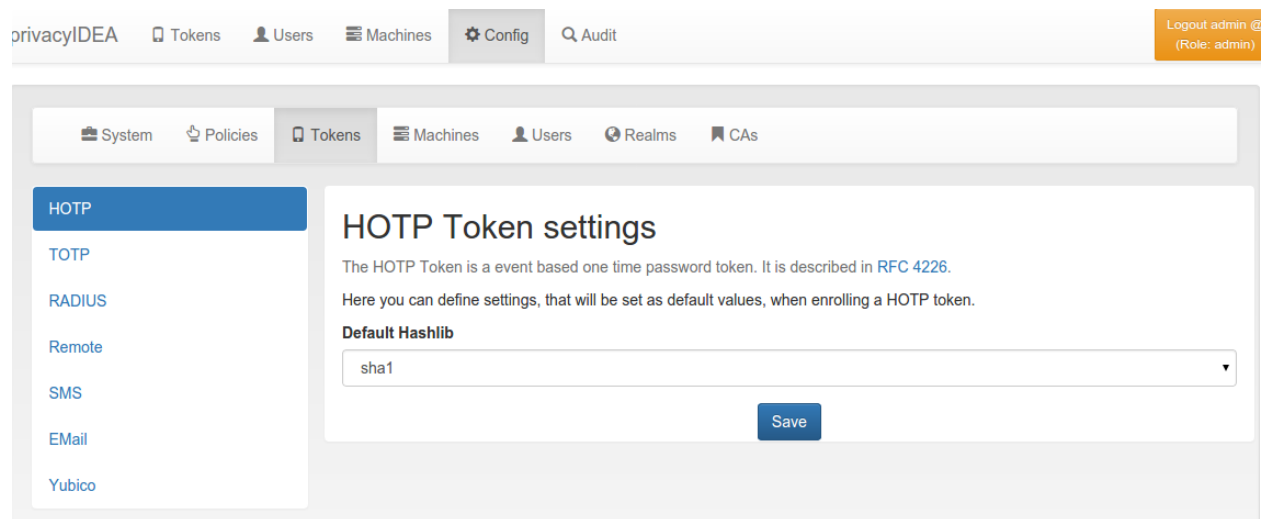 privacyIDEA Tokens Users Machines Config Audit Logout admin @
(Role: admin)
System Policies Tokens Machines Users Realms CAs
HOTP
TOTP
RADIUS
Remote
SMS
EMail
Yubico
HOTP Token settings
The HOTP Token is a event based one time password token. It is described in RFC 4226.
Here you can define settings, that will be set as default values, when enrolling a HOTP token.
Default Hashlib
sha1
Save